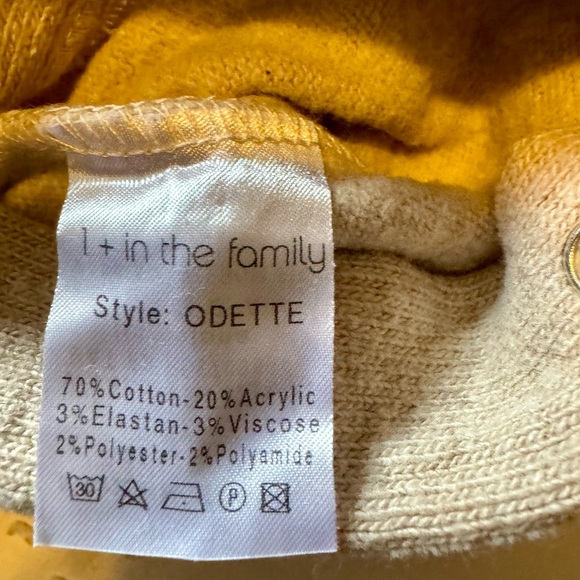 1 + in the family
Style: ODETTE
70%Cotton-20%Acrylic
3%Elastan-3%Viscose
2%Polyester-2%Polyamide
30 P